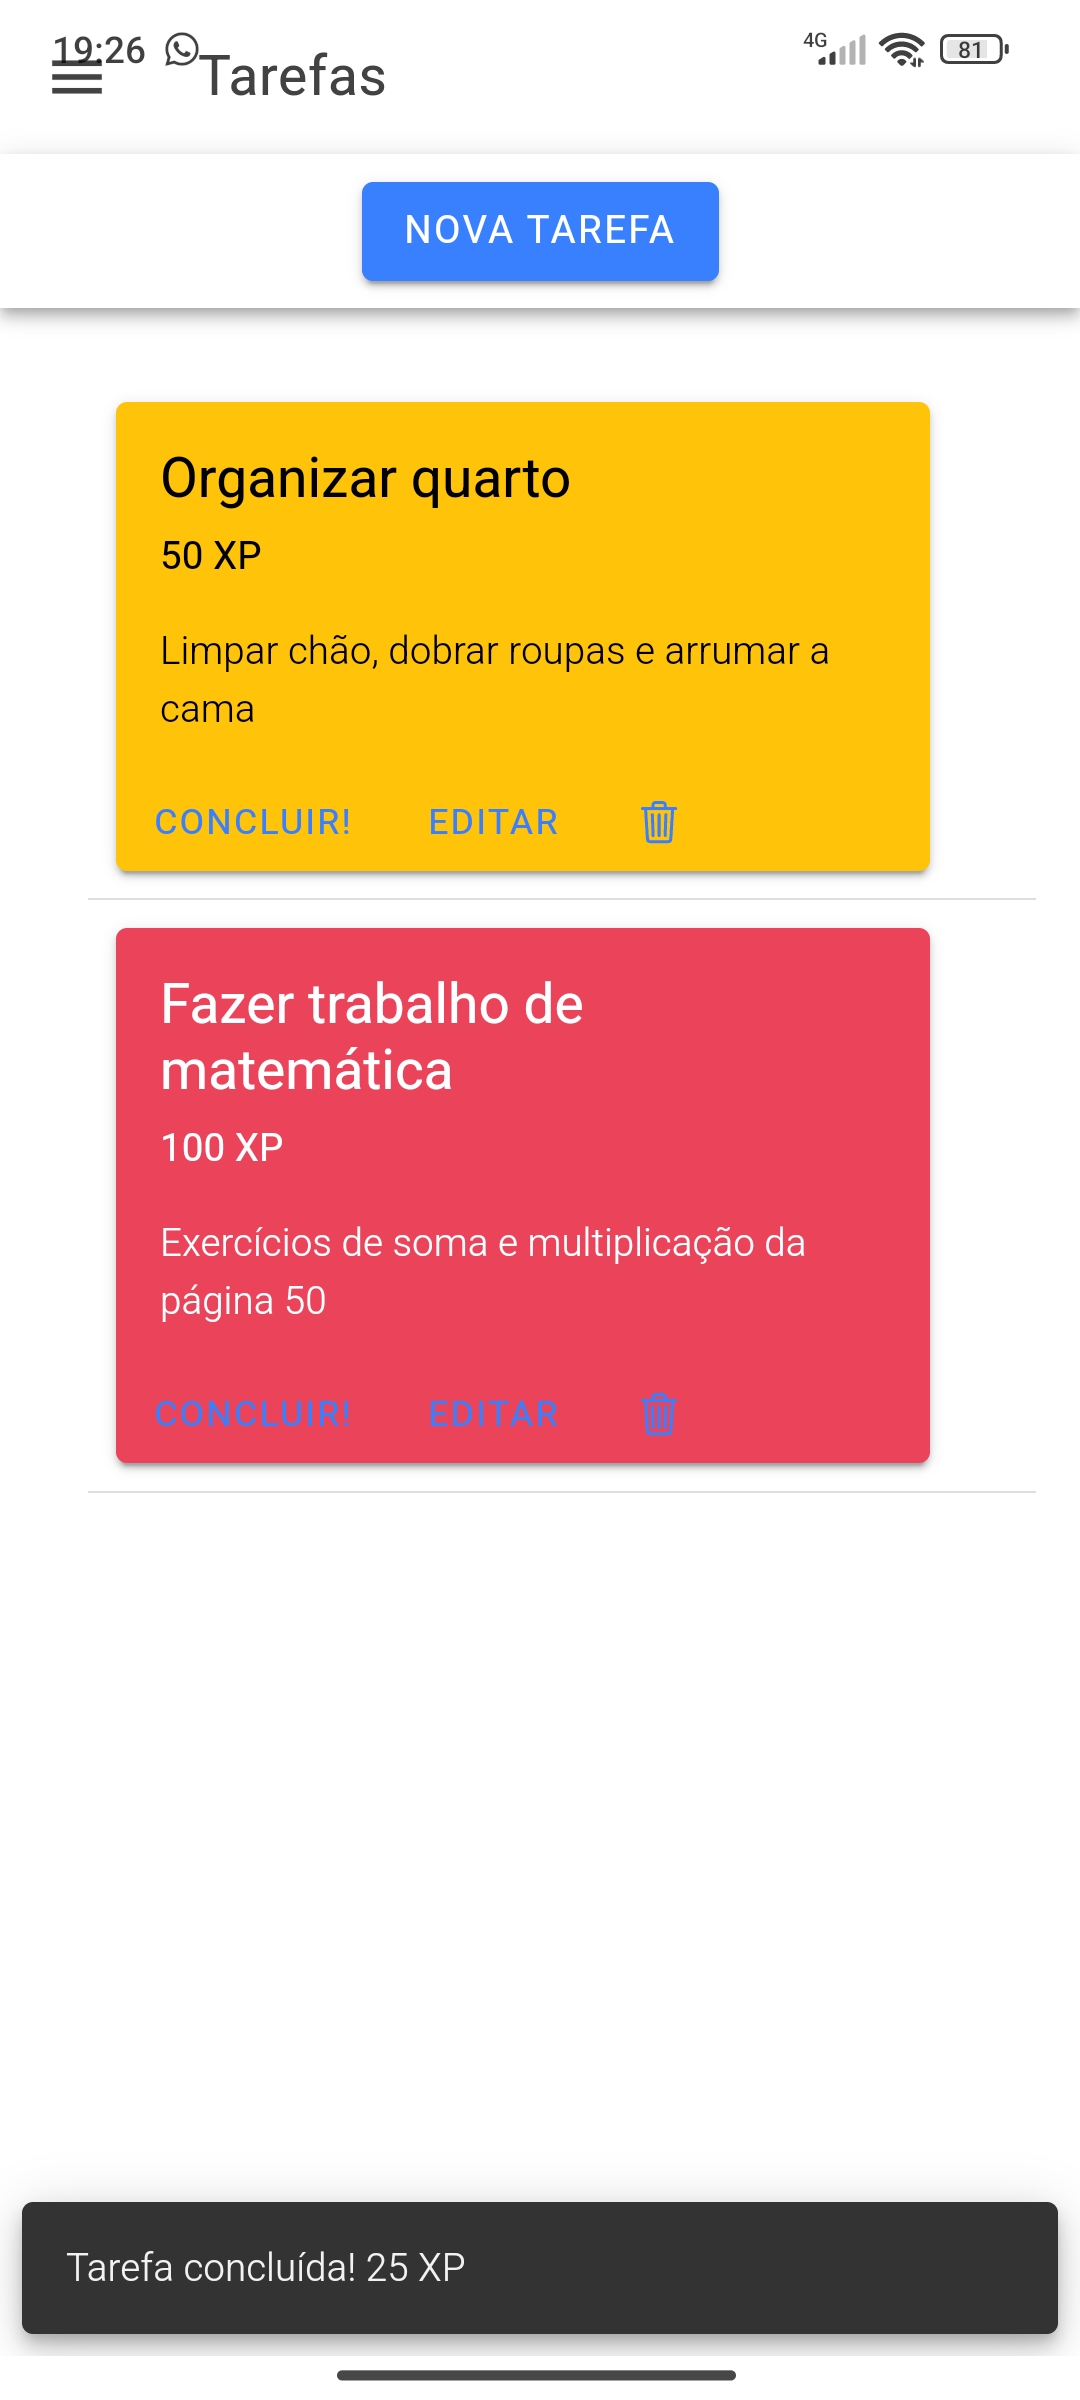 19:26
4G
81
Tarefas
NOVA TAREFA
Organizar quarto
50 XP
Limpar chão, dobrar roupas e arrumar a
cama
CONCLUIR!
EDITAR
Fazer trabalho de
matemática
100 XP
Exercícios de soma e multiplicação da
página 50
CONCLUIR!
EDITAR
Tarefa concluída! 25 XP